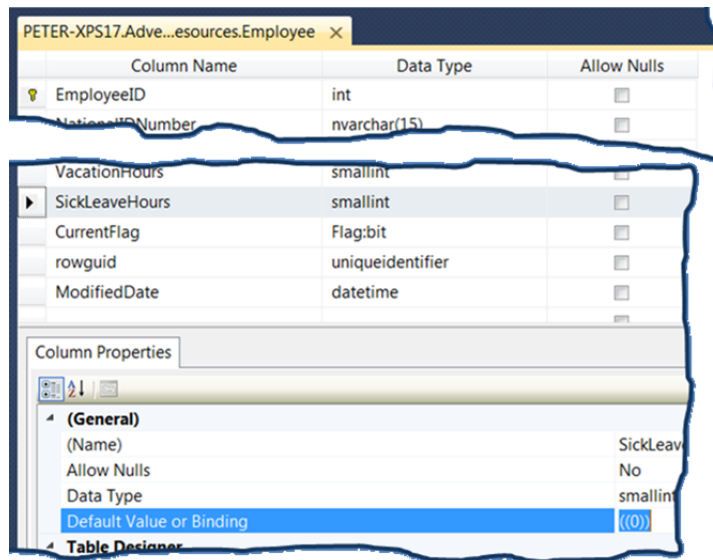 PETER-XPS17.Adve...esources.Employee
Column Name Data Type Allow Nulls
EmployeeID int
NationalIDNumber nvarchar(15)
VacationHours smallint
SickLeaveHours smallint
CurrentFlag Flag:bit
rowguid uniqueidentifier
ModifiedDate datetime
Column Properties
(General)
(Name) SickLeav
Allow Nulls No
Data Type smallint
Default Value or Binding ((0))
Table Designer